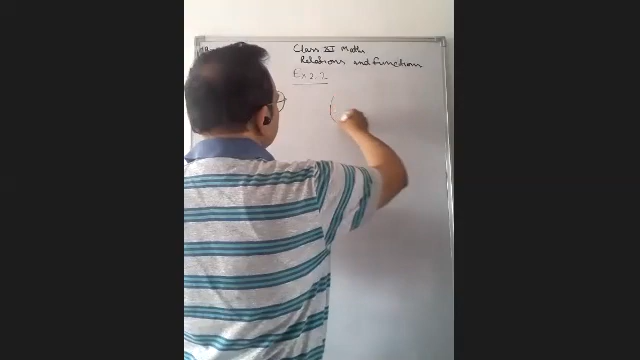 Class XI Maths
Relations and Functions
Ex 2.2
(